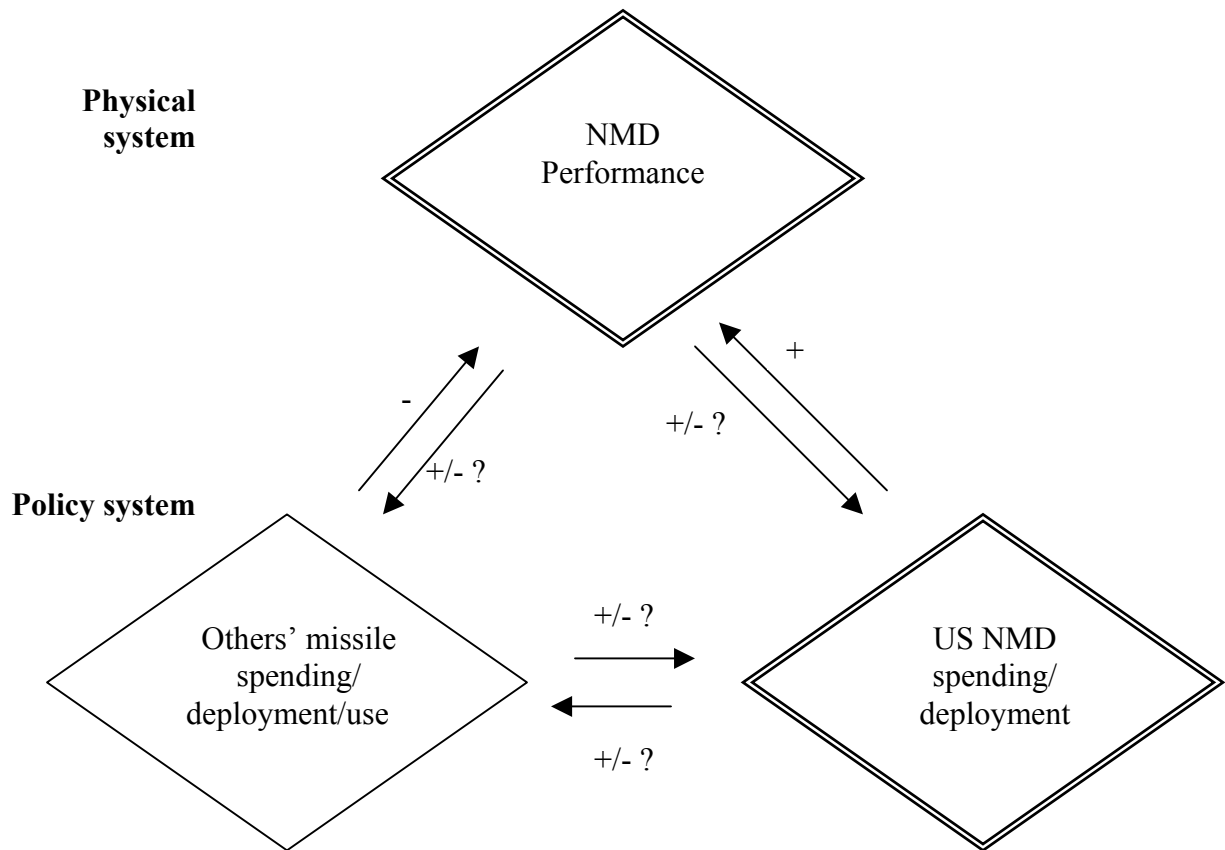 Physical
system
NMD
Performance
+
-
+/- ?
+/- ?
Policy system
Others’ missile
spending/
deployment/use
+/- ?
+/- ?
US NMD
spending/
deployment